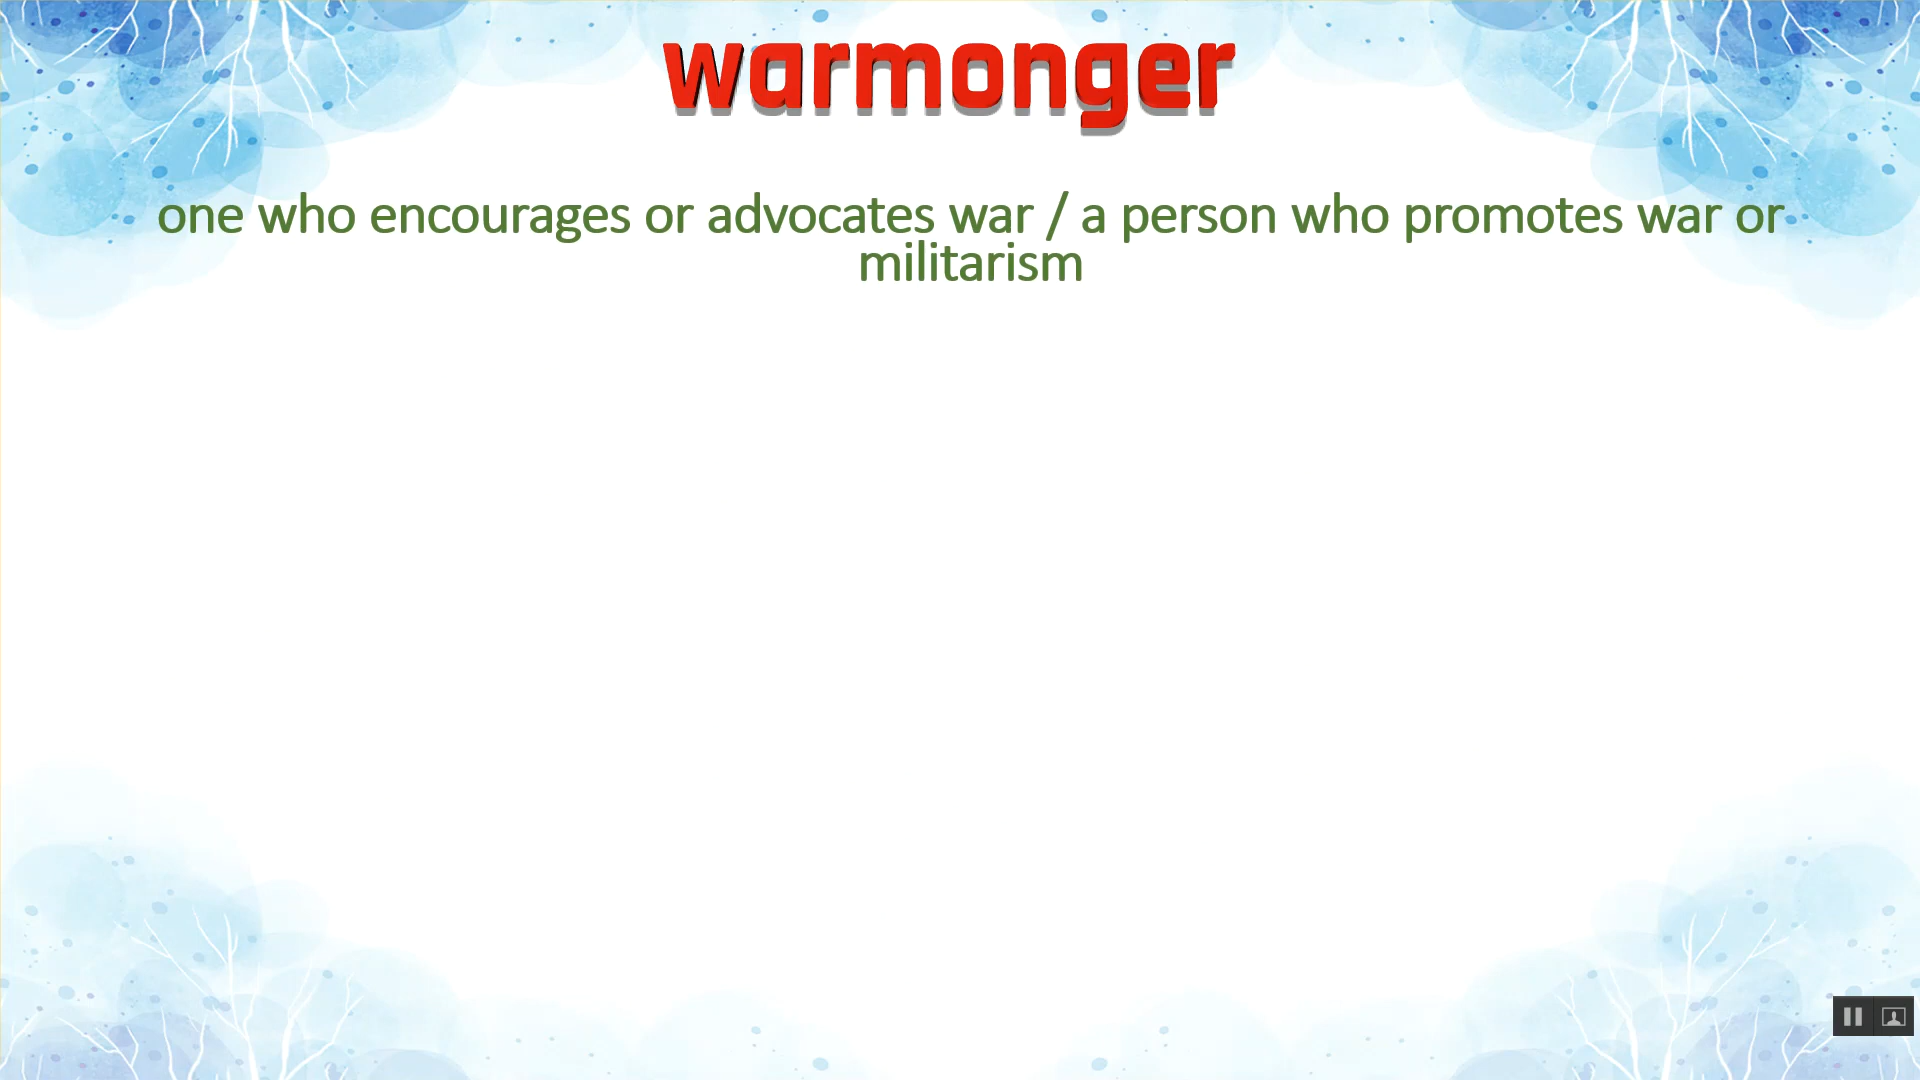 warmonger
one who encourages or advocates war / a person who promotes war or
militarism